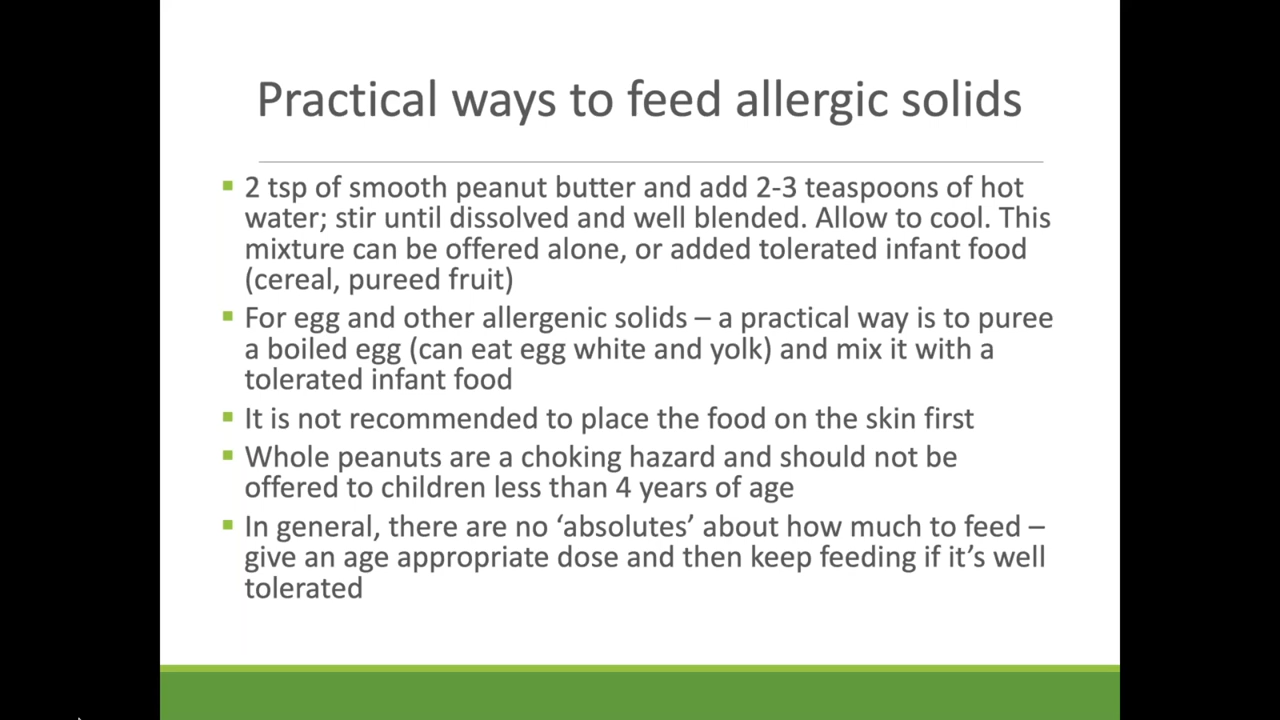 Practical ways to feed allergic solids
▪ 2 tsp of smooth peanut butter and add 2-3 teaspoons of hot
water; stir until dissolved and well blended. Allow to cool. This
mixture can be offered alone, or added tolerated infant food
(cereal, pureed fruit)
▪ For egg and other allergenic solids – a practical way is to puree
a boiled egg (can eat egg white and yolk) and mix it with a
tolerated infant food
▪ It is not recommended to place the food on the skin first
▪ Whole peanuts are a choking hazard and should not be
offered to children less than 4 years of age
▪ In general, there are no ‘absolutes’ about how much to feed –
give an age appropriate dose and then keep feeding if it’s well
tolerated